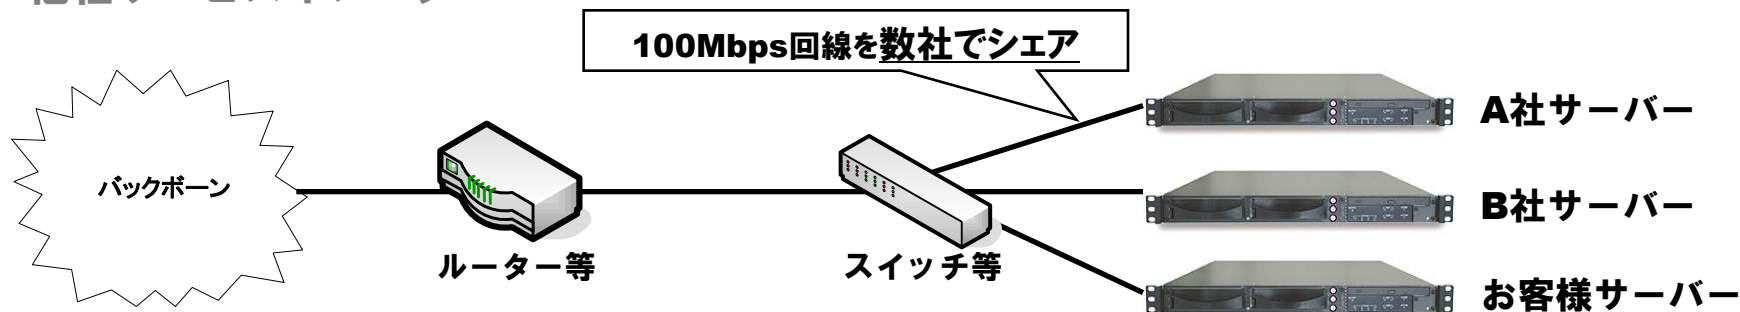 100Mbps回線を数社でシェア
A社サーバー
バックボーン
B社サーバー
ルーター等
スイッチ等
お客様サーバー